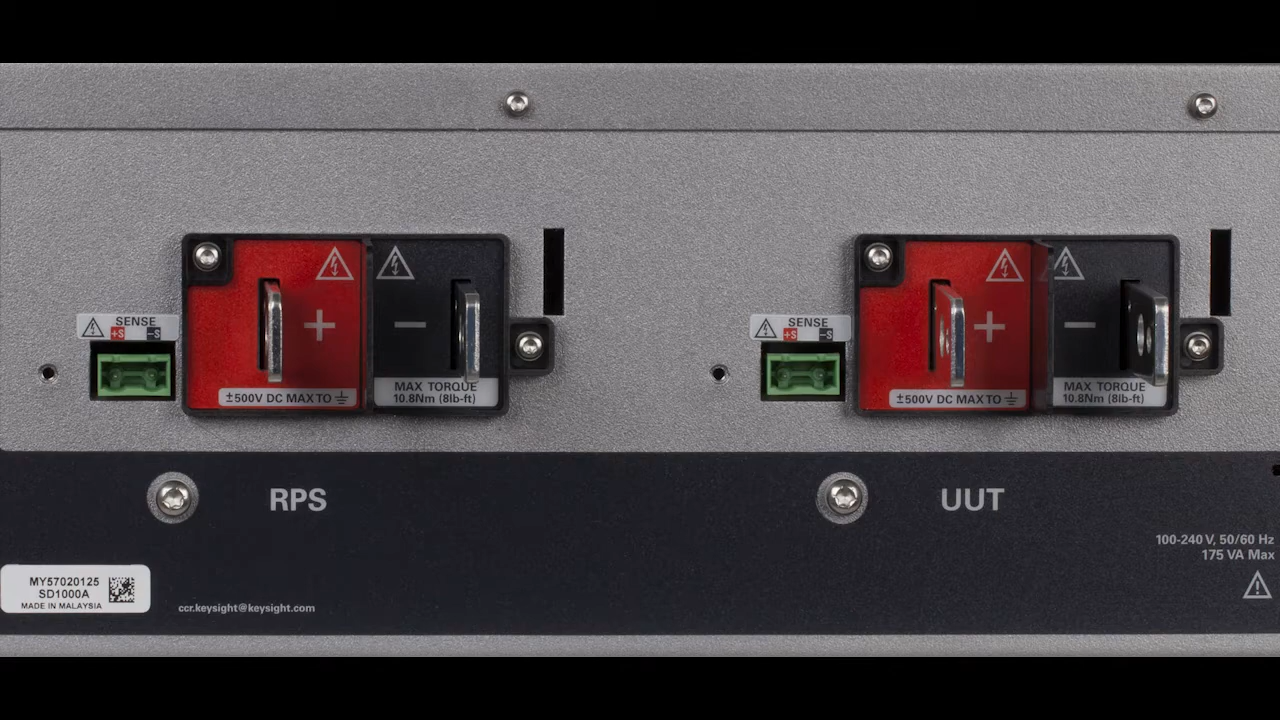 SENSE
+S -S
+ −
±500V DC MAX TO
MAX TORQUE
10.8Nm (8lb-ft)
SENSE
+S -S
+ −
±500V DC MAX TO
MAX TORQUE
10.8Nm (8lb-ft)
RPS
UUT
100-240 V, 50/60 Hz
175 VA Max
MY57020125
SD1000A
MADE IN MALAYSIA
ccr.keysight@keysight.com